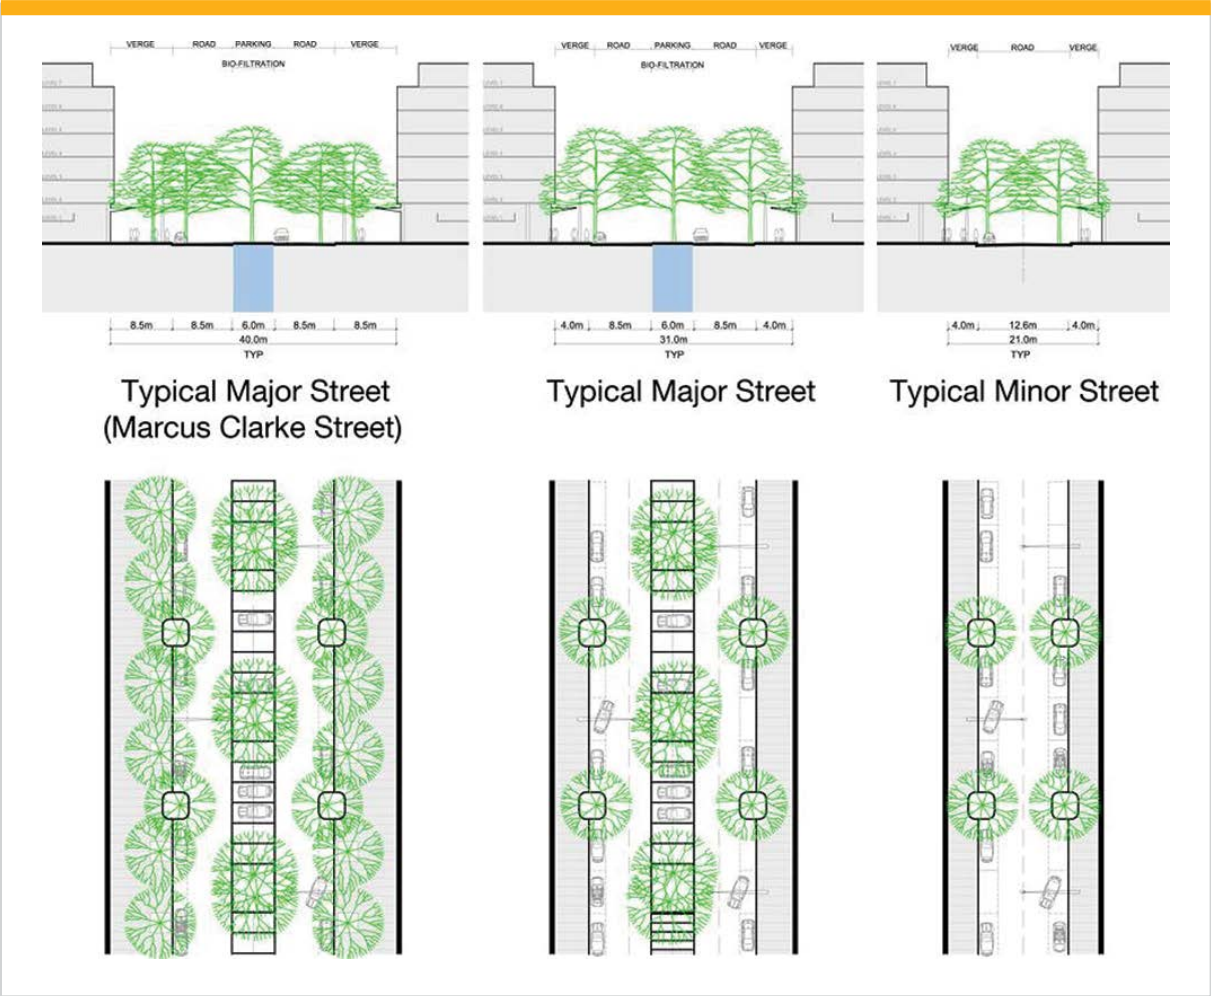 VERGE ROAD PARKING ROAD VERGE
BIO-FILTRATION
8.5m 8.5m 6.0m 8.5m 8.5m
40.0m
TYP
Typical Major Street
(Marcus Clarke Street)
VERGE ROAD PARKING ROAD VERGE
BIO-FILTRATION
4.0m 8.5m 6.0m 8.5m 4.0m
31.0m
TYP
Typical Major Street
VERGE ROAD VERGE
4.0m 12.6m 4.0m
21.0m
TYP
Typical Minor Street